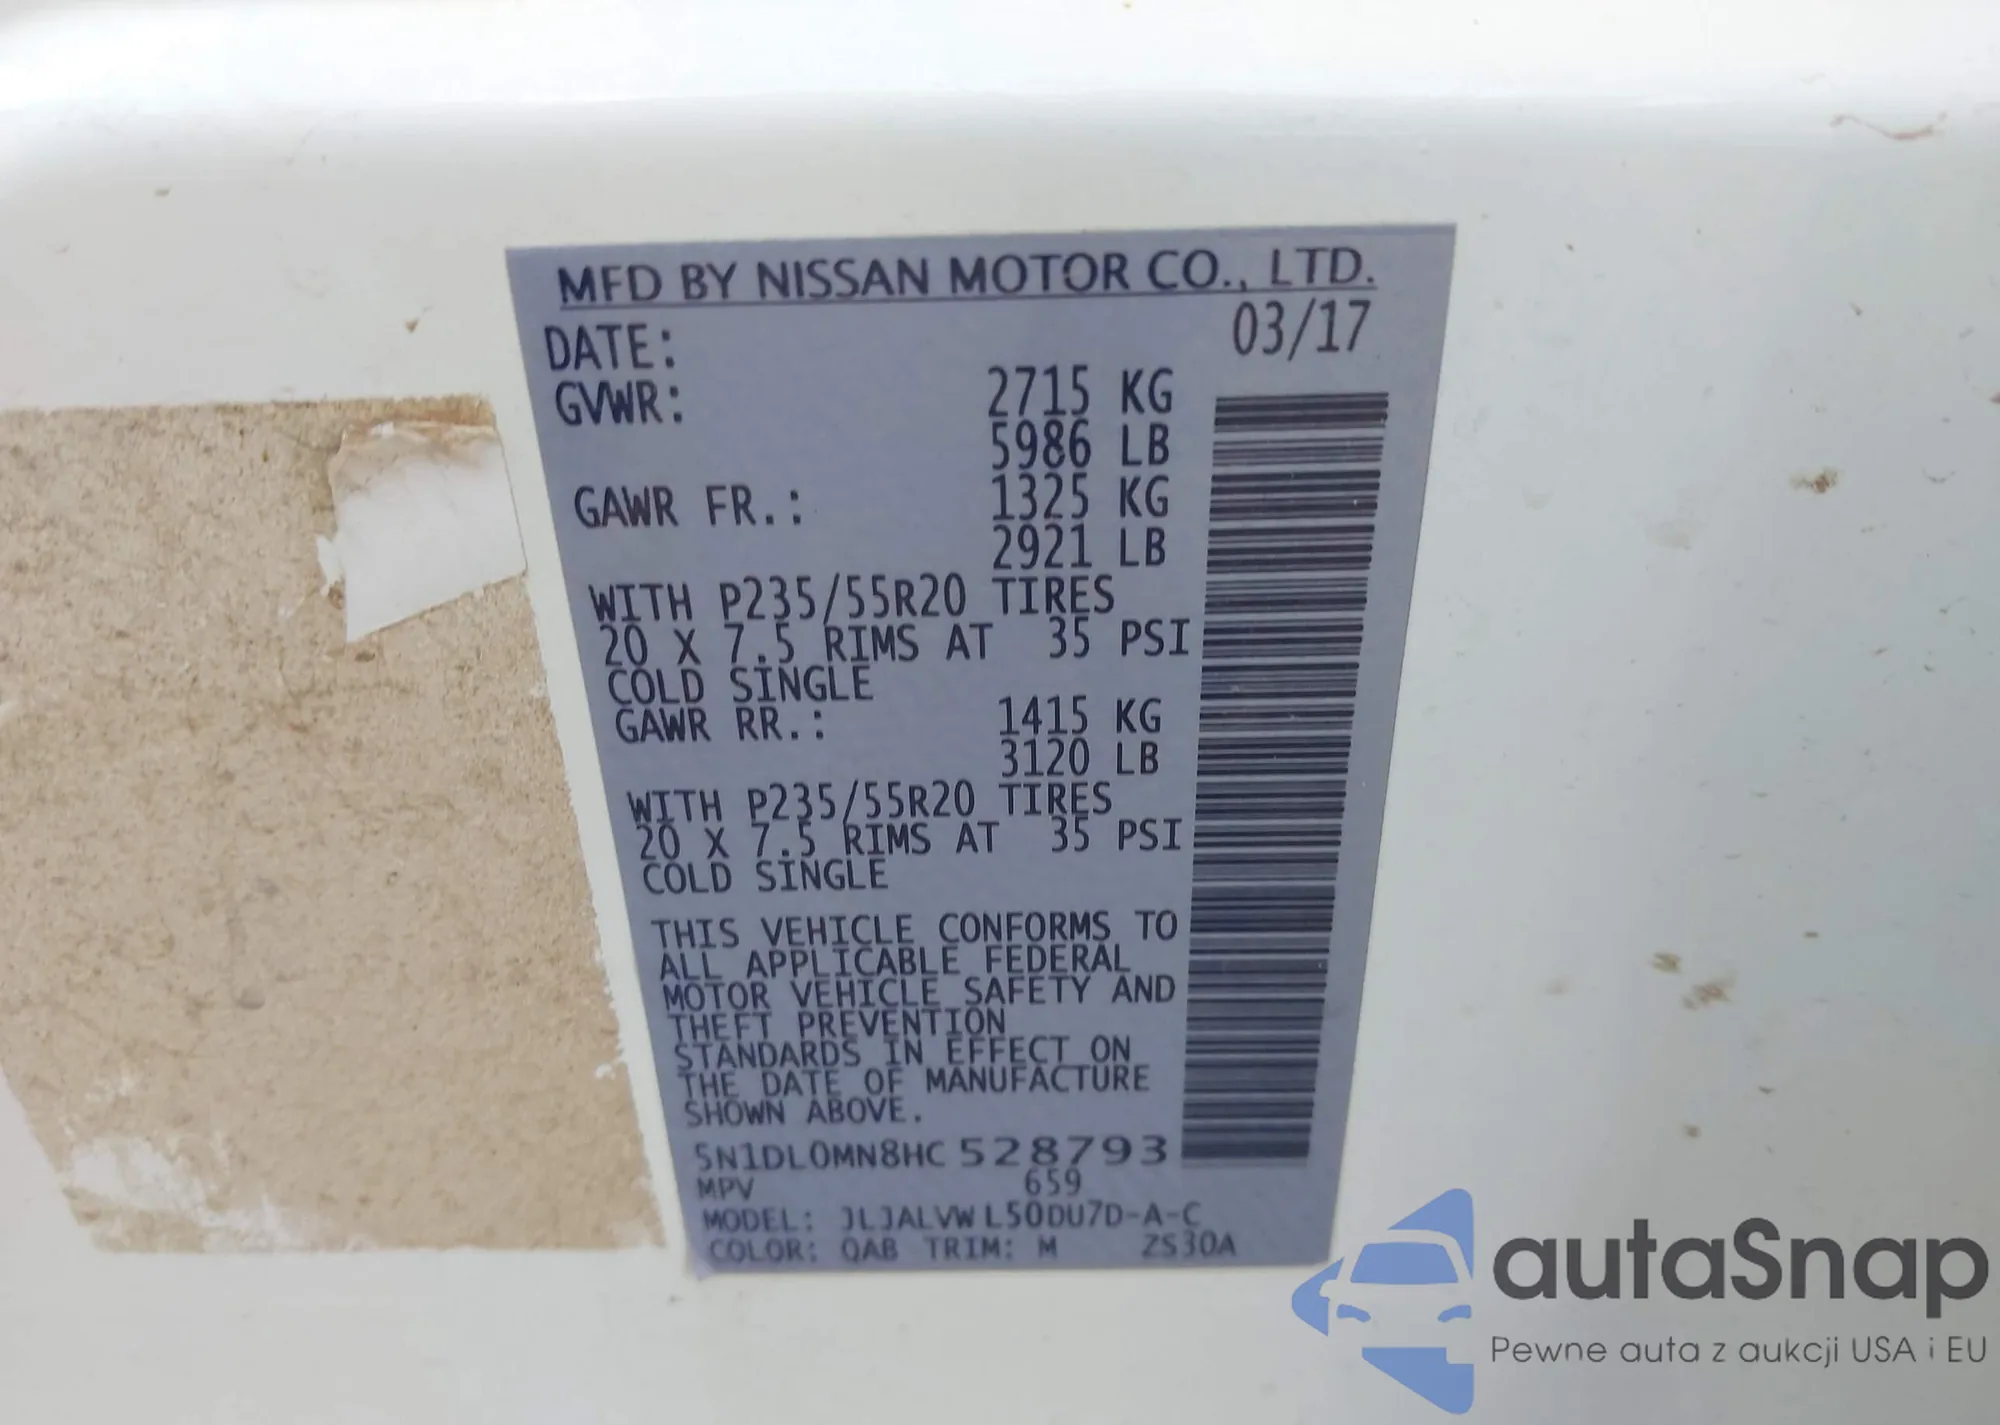 MFD BY NISSAN MOTOR CO., LTD.
DATE: 03/17
GVWR: 2715 KG
5986 LB
GAWR FR.: 1325 KG
2921 LB
WITH P235/55R20 TIRES
20 X 7.5 RIMS AT 35 PSI
COLD SINGLE
GAWR RR.: 1415 KG
3120 LB
WITH P235/55R20 TIRES
20 X 7.5 RIMS AT 35 PSI
COLD SINGLE
THIS VEHICLE CONFORMS TO
ALL APPLICABLE FEDERAL
MOTOR VEHICLE SAFETY AND
THEFT PREVENTION
STANDARDS IN EFFECT ON
THE DATE OF MANUFACTURE
SHOWN ABOVE.
5N1DL0MN8HC528793
MPV 659
MODEL: JLJALVWL50DU7D-A-C
COLOR: QAB TRIM: M ZS30A
autaSnap
Pewne auta z aukcji USA i EU